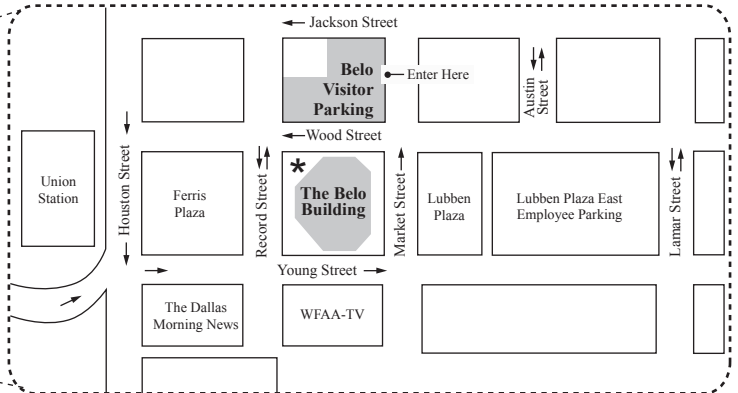 Jackson Street
Belo
Visitor
Parking
Enter Here
Austin
Street
Wood Street
Union
Station
Houston Street
Ferris
Plaza
Record Street
*
The Belo
Building
Market Street
Lubben
Plaza
Lubben Plaza East
Employee Parking
Lamar Street
Young Street
The Dallas
Morning News
WFAA-TV